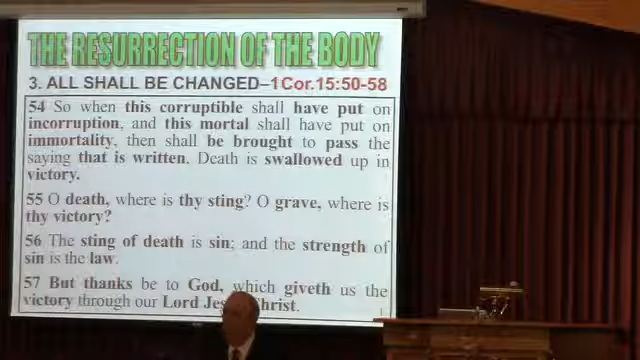 THE RESURRECTION OF THE BODY
3. ALL SHALL BE CHANGED–1Cor.15:50-58
54 So when this corruptible shall have put on
incorruption, and this mortal shall have put on
immortality, then shall be brought to pass the
saying that is written. Death is swallowed up in
victory.
55 O death, where is thy sting? O grave, where is
thy victory?
56 The sting of death is sin; and the strength of
sin is the law.
57 But thanks be to God, which giveth us the
victory through our Lord Jes hrist.